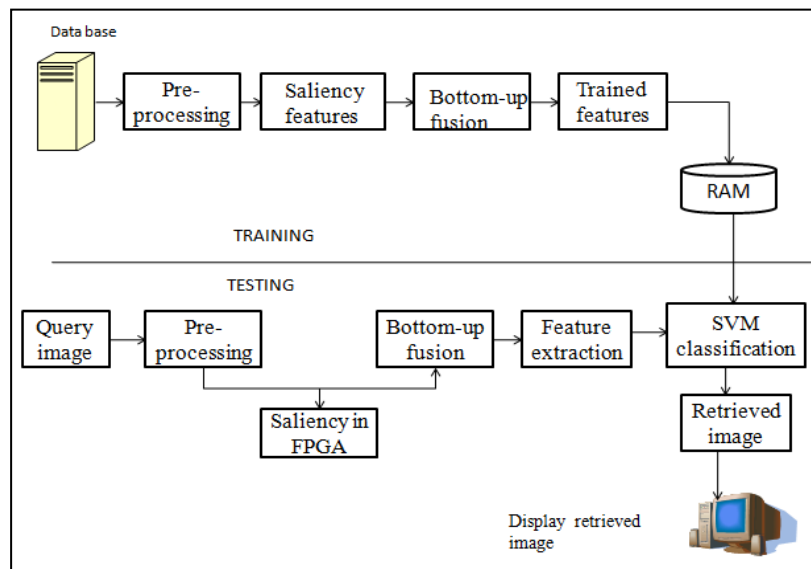 Data base
Pre-
processing
Saliency
features
Bottom-up
fusion
Trained
features
RAM
TRAINING
TESTING
Query
image
Pre-
processing
Bottom-up
fusion
Feature
extraction
SVM
classification
Saliency in
FPGA
Retrieved
image
Display retrieved
image